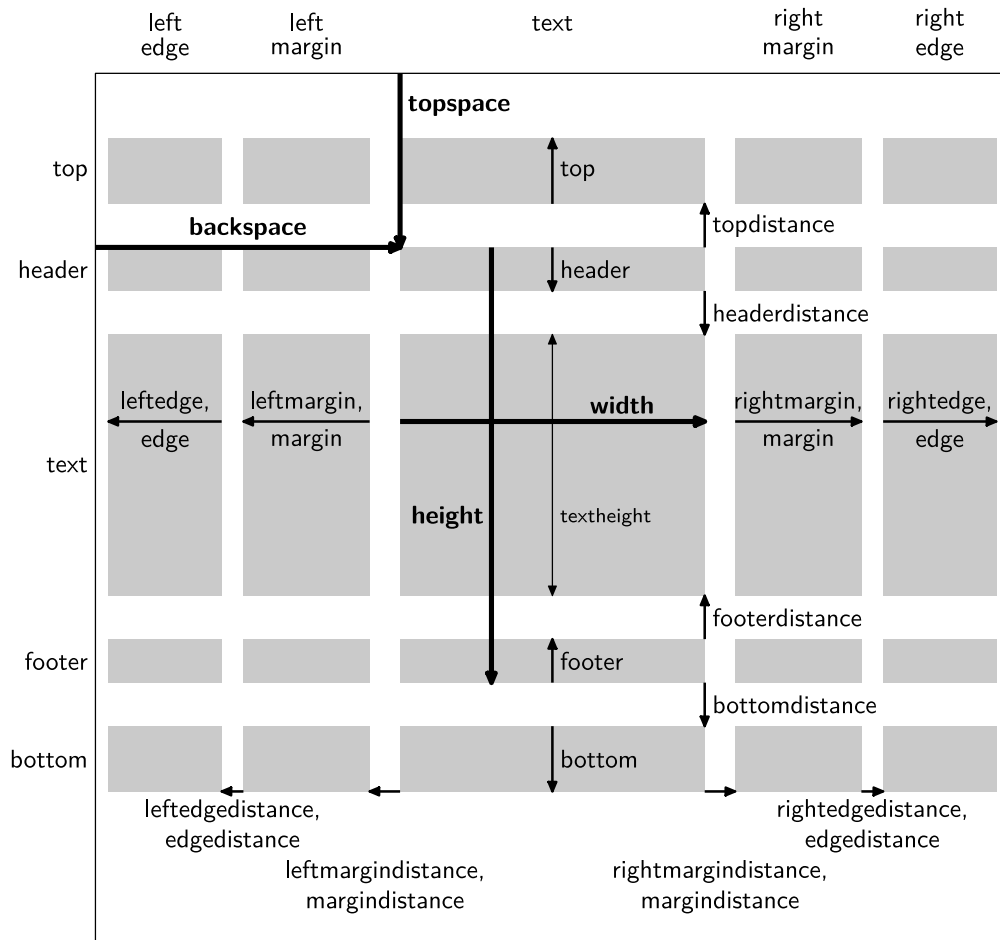 left
edge
left
margin
text
right
margin
right
edge
topspace
top
top
backspace
topdistance
header
header
headerdistance
leftedge,
edge
leftmargin,
margin
width
rightmargin,
margin
rightedge,
edge
text
height
textheight
footerdistance
footer
footer
bottomdistance
bottom
bottom
leftedgedistance,
edgedistance
rightedgedistance,
edgedistance
leftmargindistance,
margindistance
rightmargindistance,
margindistance